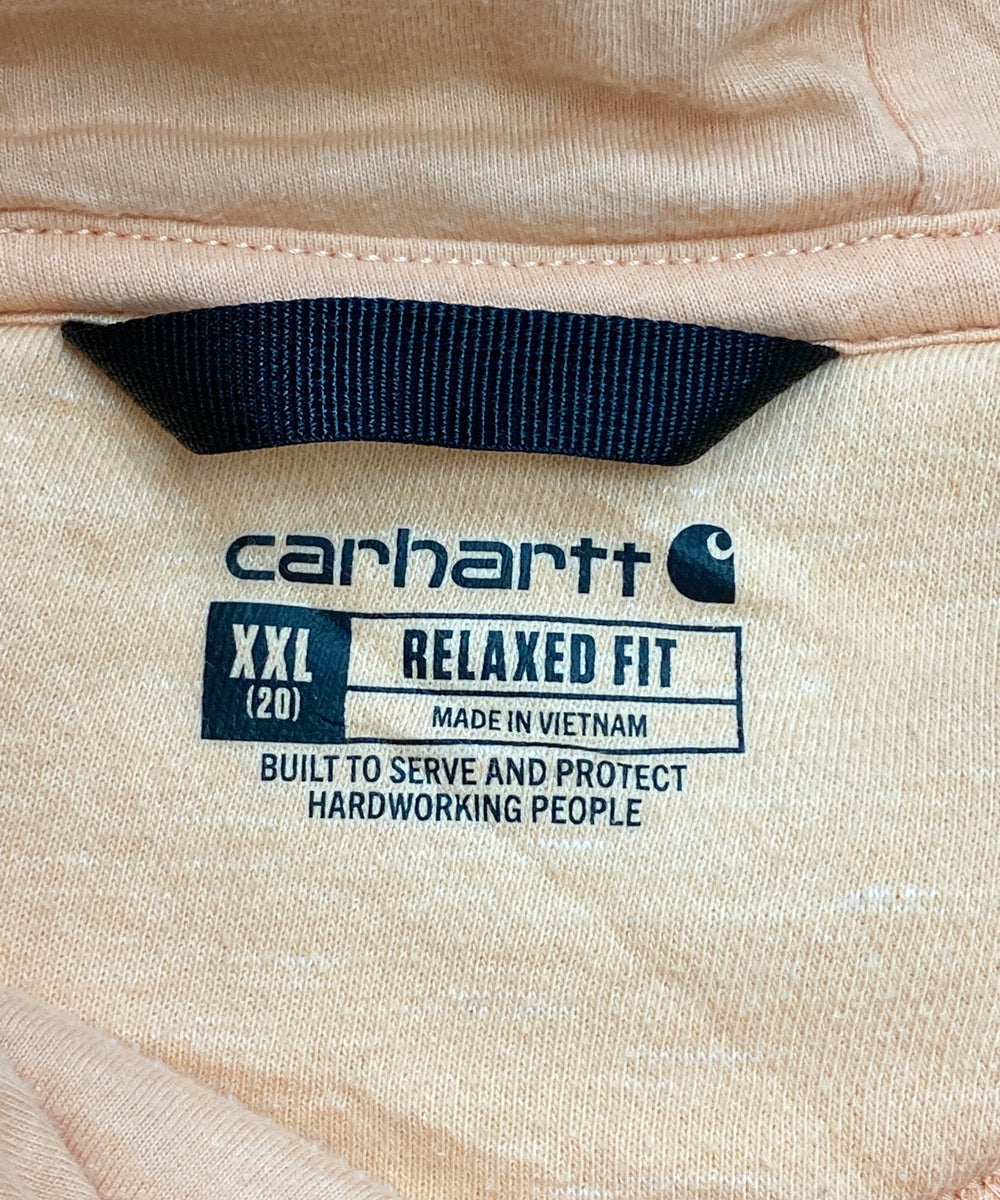 carhartt
XXL
(20)
RELAXED FIT
MADE IN VIETNAM
BUILT TO SERVE AND PROTECT
HARDWORKING PEOPLE